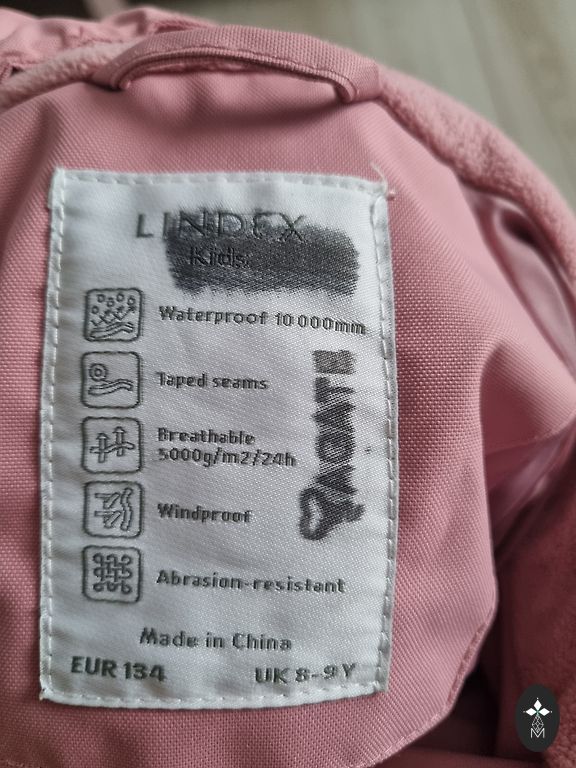 LINDEX
Kids.
Waterproof 10 000mm
Taped seams
Breathable
5000g/m2/24h
Windproof
Abrasion-resistant
Made in China
EUR 134 UK 8-9Y